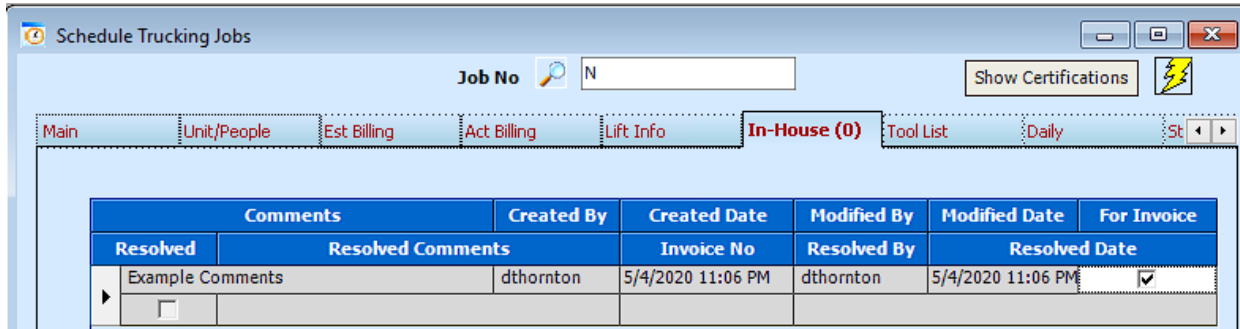 Schedule Trucking Jobs
Job No N Show Certifications
Main Unit/People Est Billing Act Billing Lift Info In-House (0) Tool List Daily St
Comments Created By Created Date Modified By Modified Date For Invoice
Resolved Resolved Comments Invoice No Resolved By Resolved Date
Example Comments dthornton 5/4/2020 11:06 PM dthornton 5/4/2020 11:06 PM